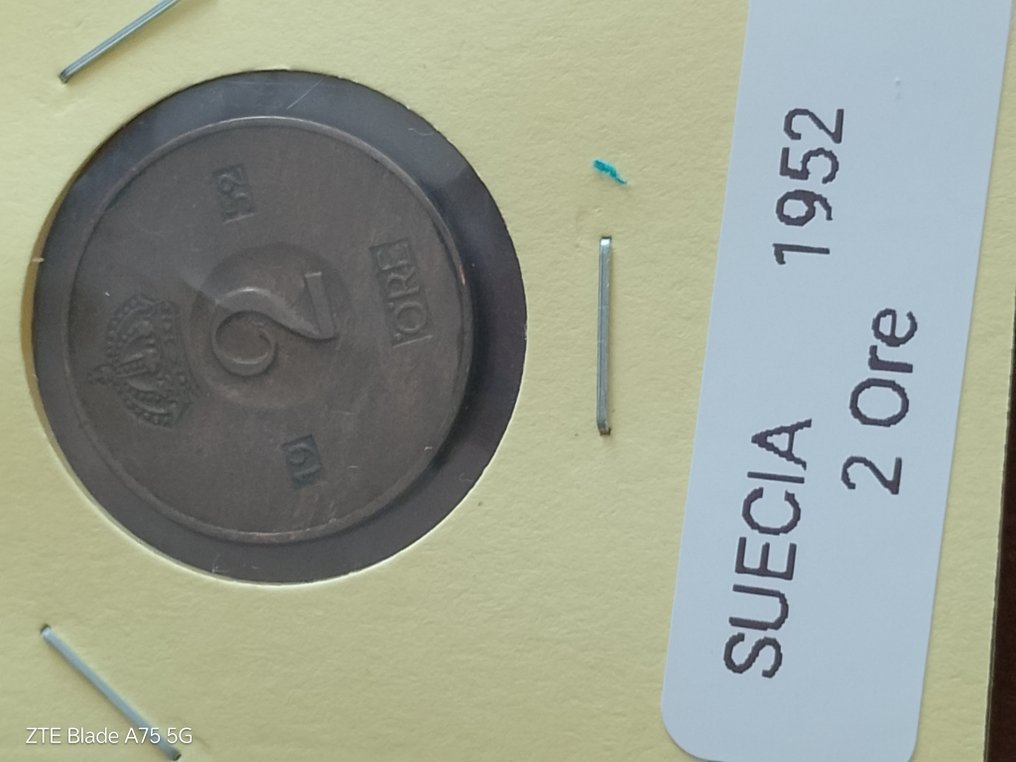 19 52
2
ÖRE
SUECIA 1952
2 Ore
ZTE Blade A75 5G